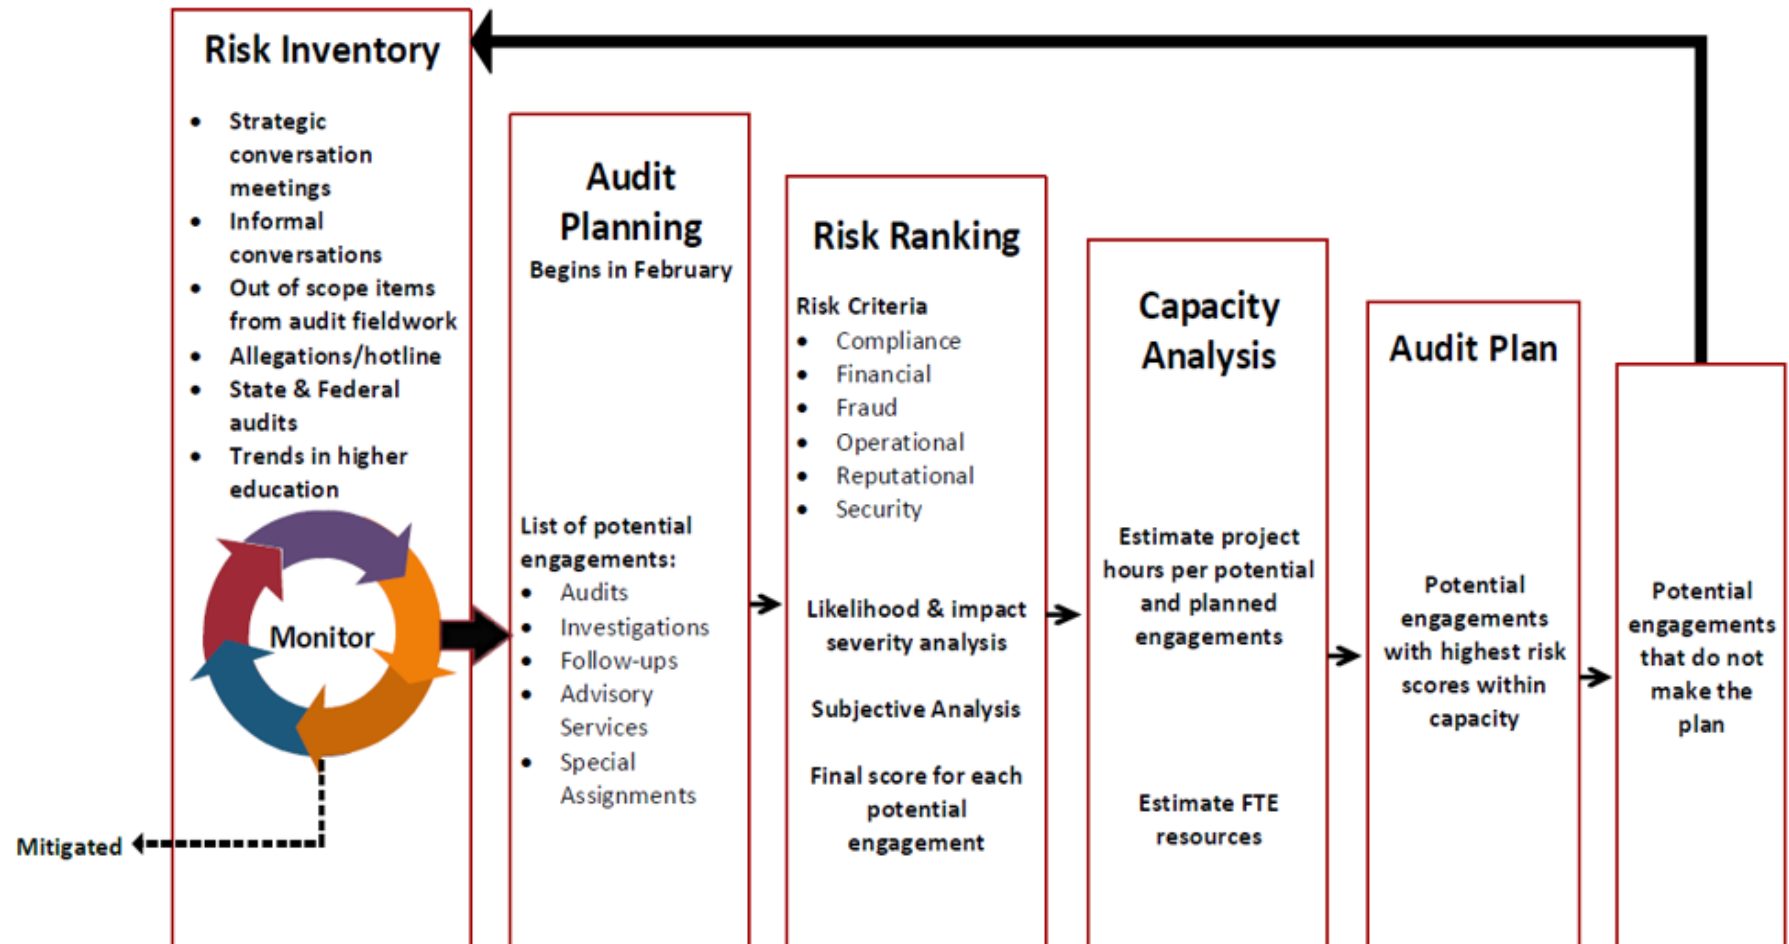 Risk Inventory
• Strategic
conversation
meetings
• Informal
conversations
• Out of scope items
from audit fieldwork
• Allegations/hotline
• State & Federal
audits
• Trends in higher
education
Monitor
Mitigated
Audit
Planning
Begins in February
List of potential
engagements:
• Audits
• Investigations
• Follow-ups
• Advisory
Services
• Special
Assignments
Risk Ranking
Risk Criteria
• Compliance
• Financial
• Fraud
• Operational
• Reputational
• Security
Likelihood & impact
severity analysis
Subjective Analysis
Final score for each
potential
engagement
Capacity
Analysis
Estimate project
hours per potential
and planned
engagements
Estimate FTE
resources
Audit Plan
Potential
engagements
with highest risk
scores within
capacity
Potential
engagements
that do not
make the
plan